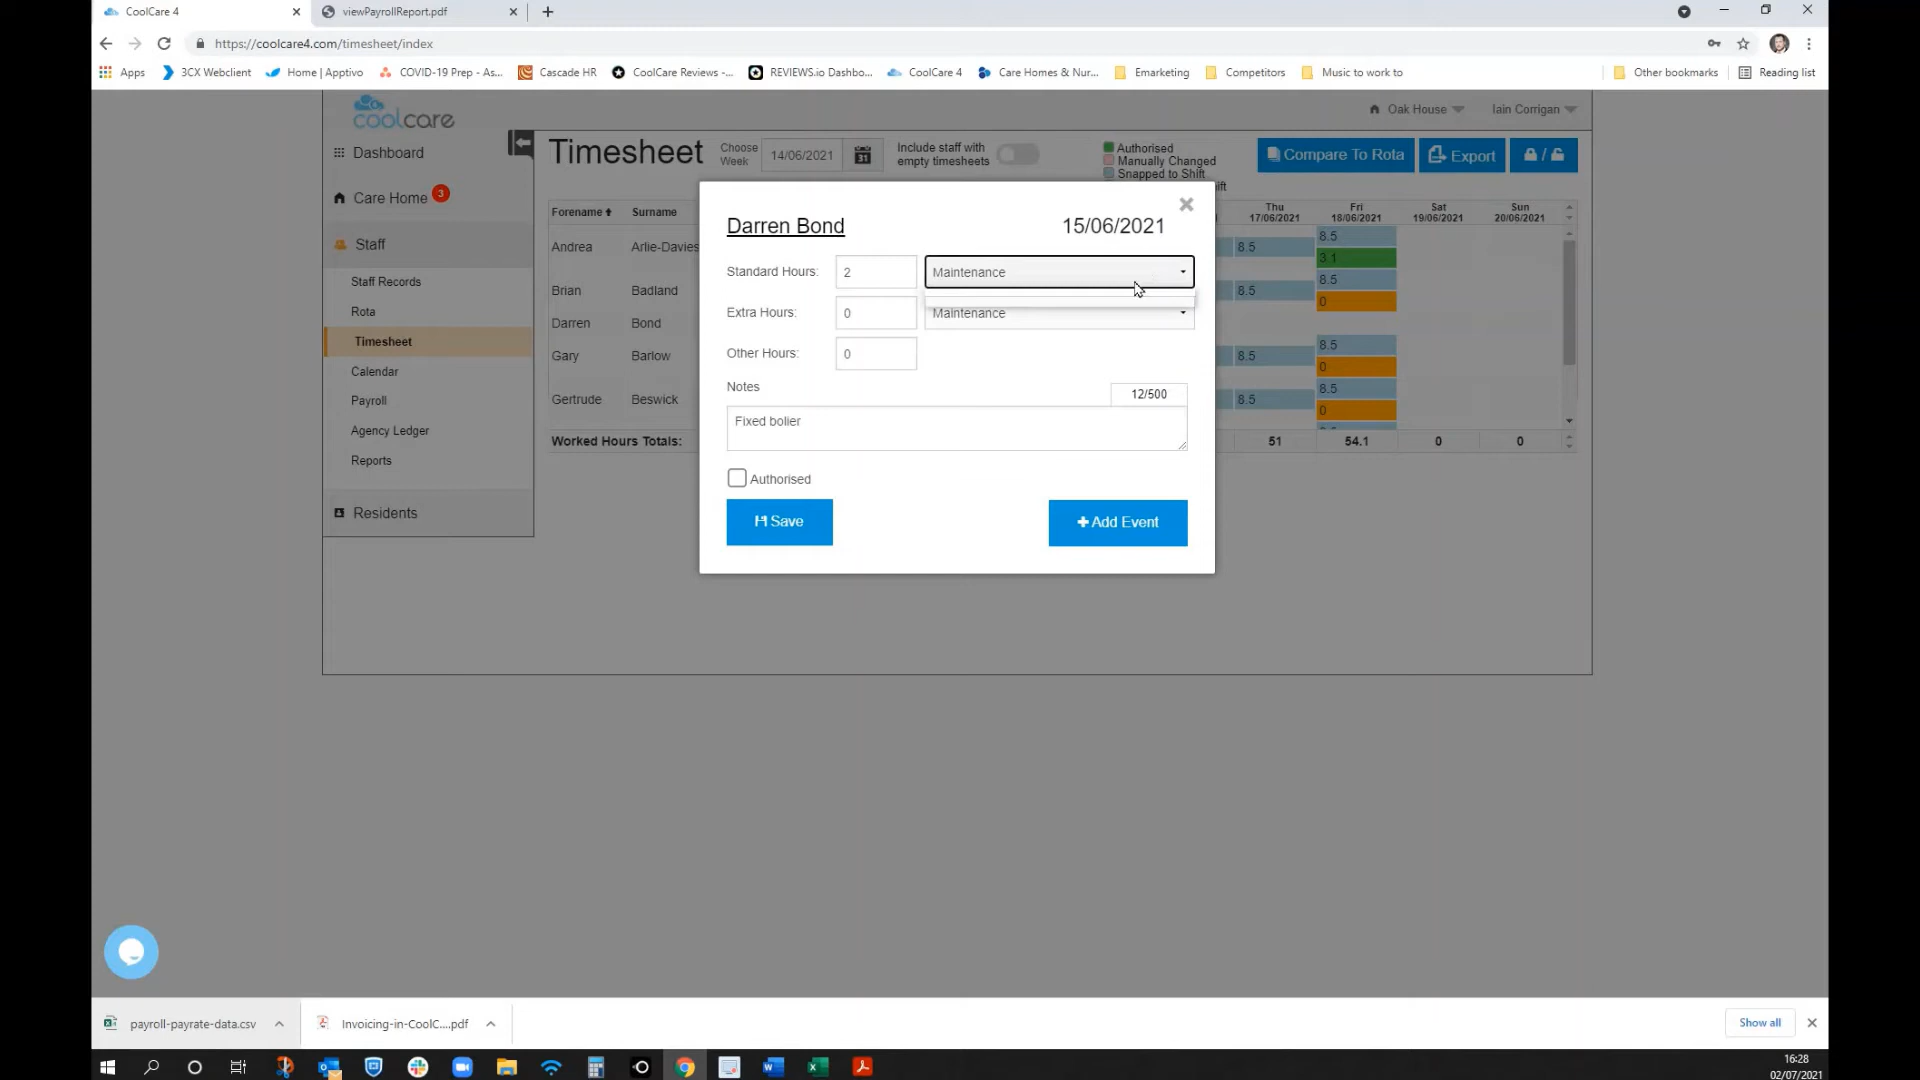 CoolCare 4
viewPayrollReport.pdf
https://coolcare4.com/timesheet/index
Apps
3CX Webclient
Home | Apptivo
COVID-19 Prep - As...
Cascade HR
CoolCare Reviews -...
REVIEWS.io Dashbo...
CoolCare 4
Care Homes & Nur...
Emarketing
Competitors
Music to work to
Other bookmarks
Reading list
coolcare
Oak House
Iain Corrigan
Dashboard
Care Home 3
Staff
Staff Records
Rota
Timesheet
Calendar
Payroll
Agency Ledger
Reports
Residents
Timesheet
Choose Week
14/06/2021
31
Include staff with
empty timesheets
Authorised
Manually Changed
Snapped to Shift
ift
Compare To Rota
Export
/
Forename Surname
Thu 17/06/2021
Fri 18/06/2021
Sat 19/06/2021
Sun 20/06/2021
Andrea Arlie-Davies 8.5 8.5
3.1
Brian Badland 8.5 8.5
0
Darren Bond
Gary Barlow 8.5 8.5
0
Gertrude Beswick 8.5 8.5
0
Worked Hours Totals: 51 54.1 0 0
Darren Bond
15/06/2021
Standard Hours: 2 Maintenance
Extra Hours: 0 Maintenance
Other Hours: 0
Notes
12/500
Fixed bolier
Authorised
Save
Add Event
payroll-payrate-data.csv
Invoicing-in-CoolC....pdf
Show all
16:28
02/07/2021